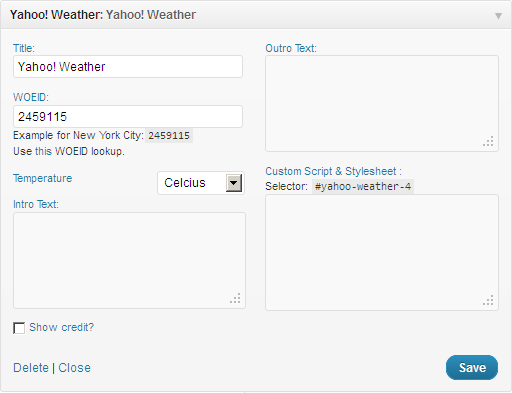 Yahoo! Weather: Yahoo! Weather
Title:
Yahoo! Weather
WOEID:
2459115
Example for New York City: 2459115
Use this WOEID lookup.
Temperature Celcius
Intro Text:
Show credit?
Outro Text:
Custom Script & Stylesheet :
Selector: #yahoo-weather-4
Delete | Close
Save